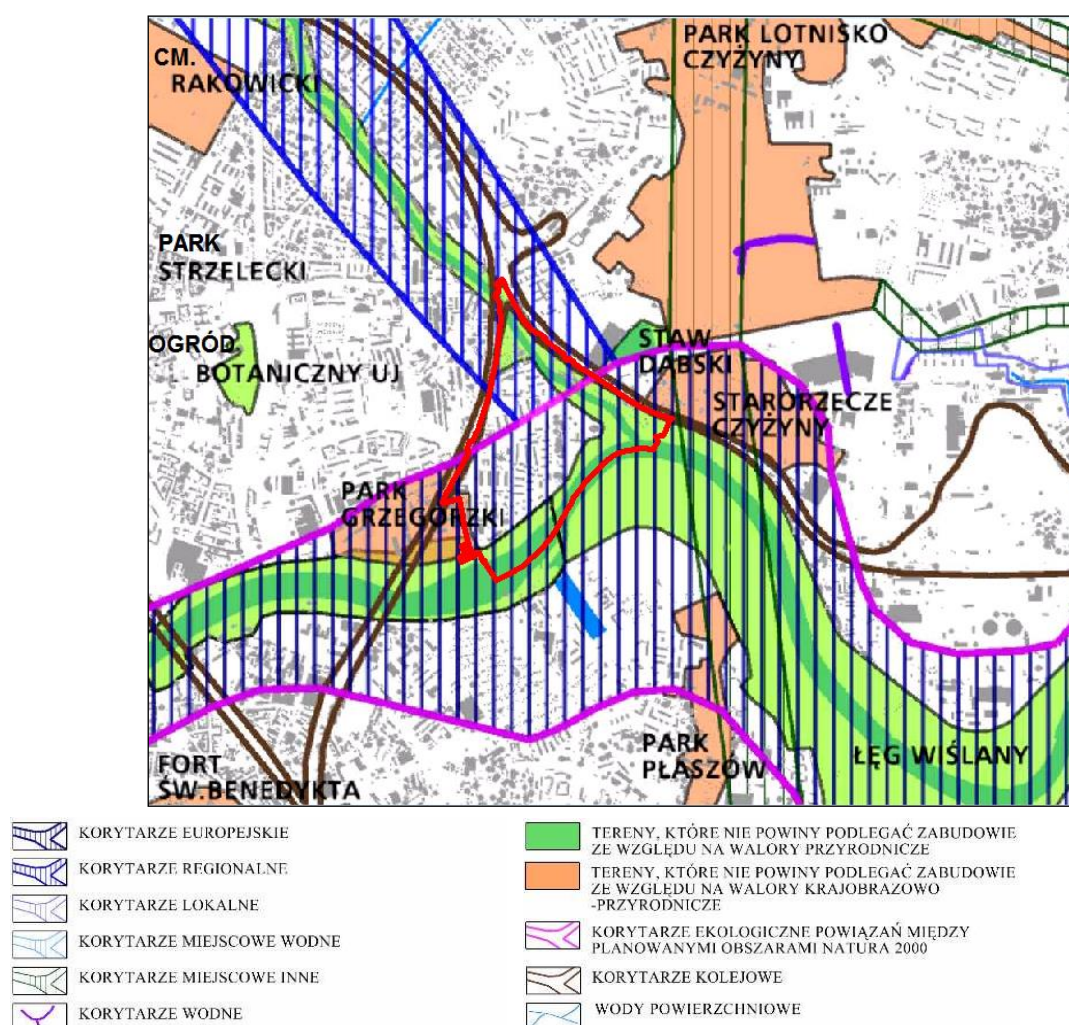 CM.
RAKOWICKI
PARK LOTNISKO
CZYŻYNY
PARK
STRZELECKI
OGRÓD
BOTANICZNY UJ
STAW
DĄBSKI
STARORZECZE
CZYŻYNY
PARK
GRZEGÓRZKI
PARK
PŁASZÓW
ŁĘG WIŚLANY
FORT
ŚW.BENEDYKTA
KORYTARZE EUROPEJSKIE
KORYTARZE REGIONALNE
KORYTARZE LOKALNE
KORYTARZE MIEJSCOWE WODNE
KORYTARZE MIEJSCOWE INNE
KORYTARZE WODNE
TERENY, KTÓRE NIE POWINY PODLEGAĆ ZABUDOWIE
ZE WZGLĘDU NA WALORY PRZYRODNICZE
TERENY, KTÓRE NIE POWINY PODLEGAĆ ZABUDOWIE
ZE WZGLĘDU NA WALORY KRAJOBRAZOWO
-PRZYRODNICZE
KORYTARZE EKOLOGICZNE POWIĄZAŃ MIĘDZY
PLANOWANYMI OBSZARAMI NATURA 2000
KORYTARZE KOLEJOWE
WODY POWIERZCHNIOWE